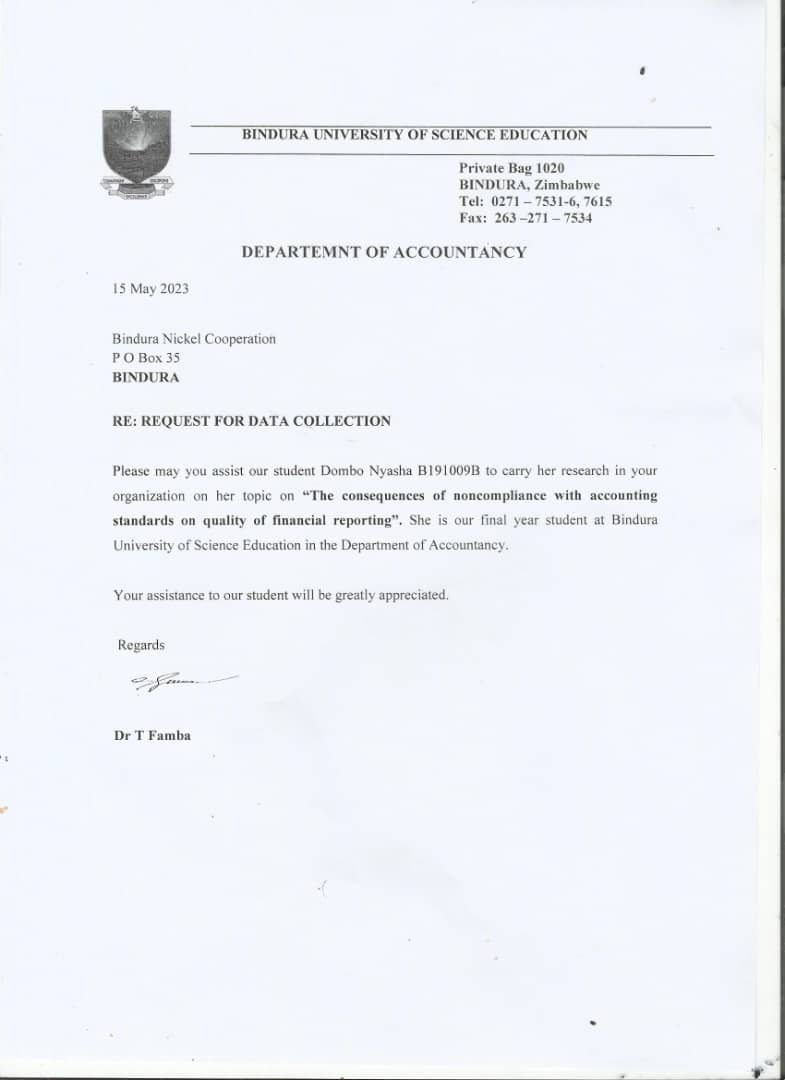 BINDURA UNIVERSITY OF SCIENCE EDUCATION
Private Bag 1020
BINDURA, Zimbabwe
Tel: 0271 – 7531-6, 7615
Fax: 263 –271 – 7534
DEPARTEMNT OF ACCOUNTANCY
15 May 2023
Bindura Nickel Cooperation
P O Box 35
BINDURA
RE: REQUEST FOR DATA COLLECTION
Please may you assist our student Dombo Nyasha B191009B to carry her research in your
organization on her topic on “The consequences of noncompliance with accounting
standards on quality of financial reporting”. She is our final year student at Bindura
University of Science Education in the Department of Accountancy.
Your assistance to our student will be greatly appreciated.
Regards
Dr T Famba